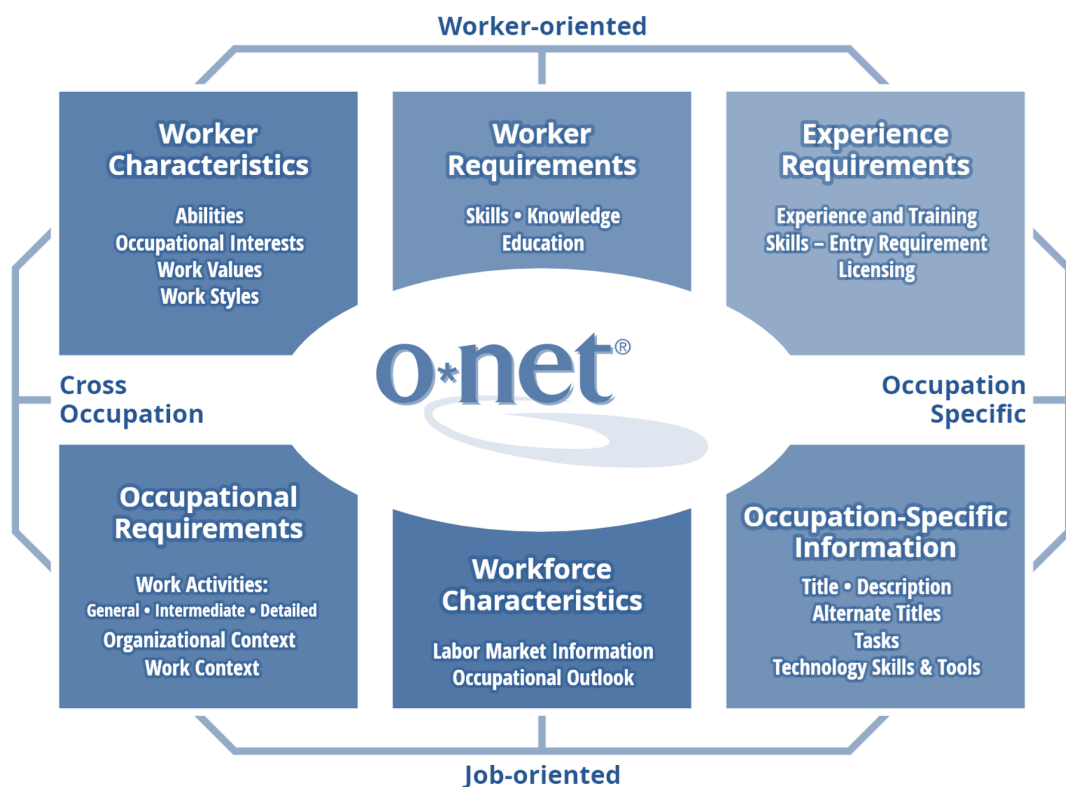 Worker-oriented
Worker
Characteristics
Abilities
Occupational Interests
Work Values
Work Styles
Worker
Requirements
Skills • Knowledge
Education
Experience
Requirements
Experience and Training
Skills – Entry Requirement
Licensing
o*net®
Cross
Occupation
Occupation
Specific
Occupational
Requirements
Work Activities:
General • Intermediate • Detailed
Organizational Context
Work Context
Workforce
Characteristics
Labor Market Information
Occupational Outlook
Occupation-Specific
Information
Title • Description
Alternate Titles
Tasks
Technology Skills & Tools
Job-oriented